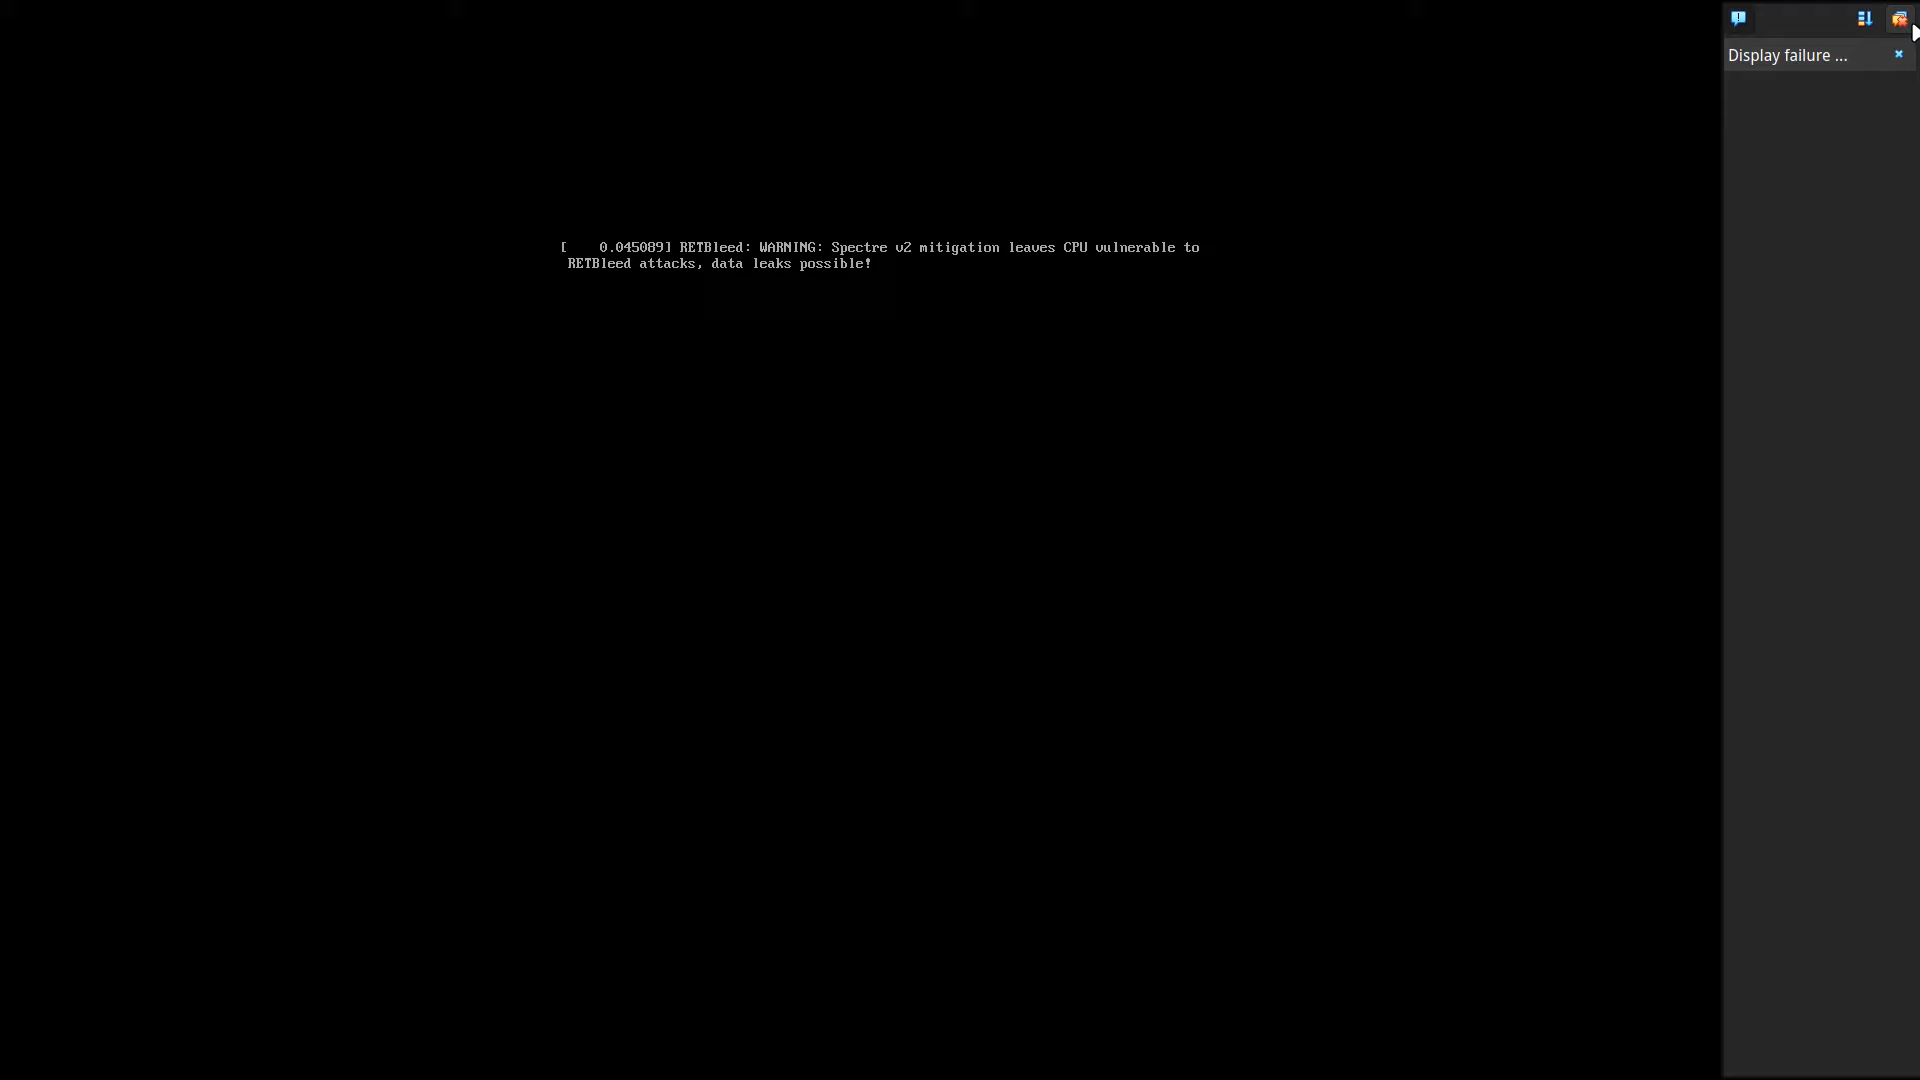 Display failure ...
[    0.045089] RETBleed: WARNING: Spectre v2 mitigation leaves CPU vulnerable to
RETBleed attacks, data leaks possible!